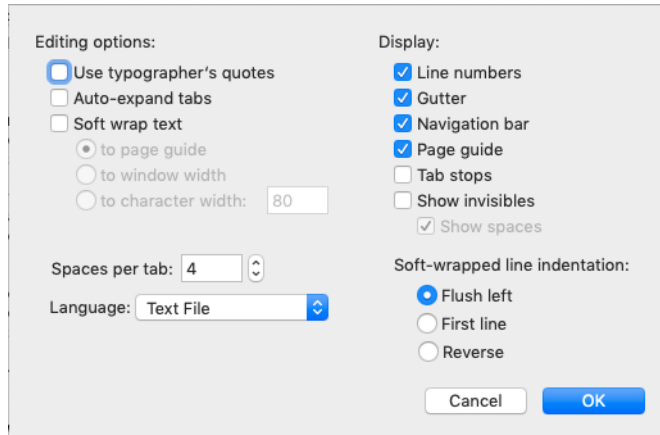 Editing options:
Use typographer's quotes
Auto-expand tabs
Soft wrap text
to page guide
to window width
to character width: 80
Spaces per tab: 4
Language: Text File
Display:
Line numbers
Gutter
Navigation bar
Page guide
Tab stops
Show invisibles
Show spaces
Soft-wrapped line indentation:
Flush left
First line
Reverse
Cancel
OK